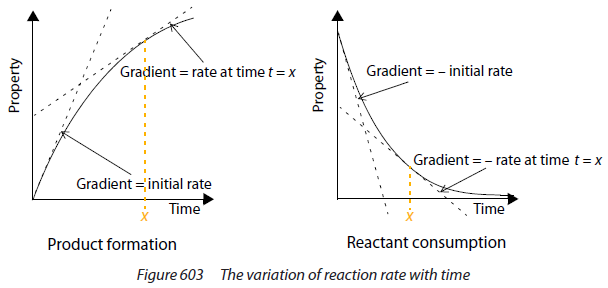 Property
Gradient = rate at time t = x
Gradient = initial rate
x
Time
Product formation
Property
Gradient = – initial rate
Gradient = – rate at time t = x
x
Time
Reactant consumption
Figure 603 The variation of reaction rate with time